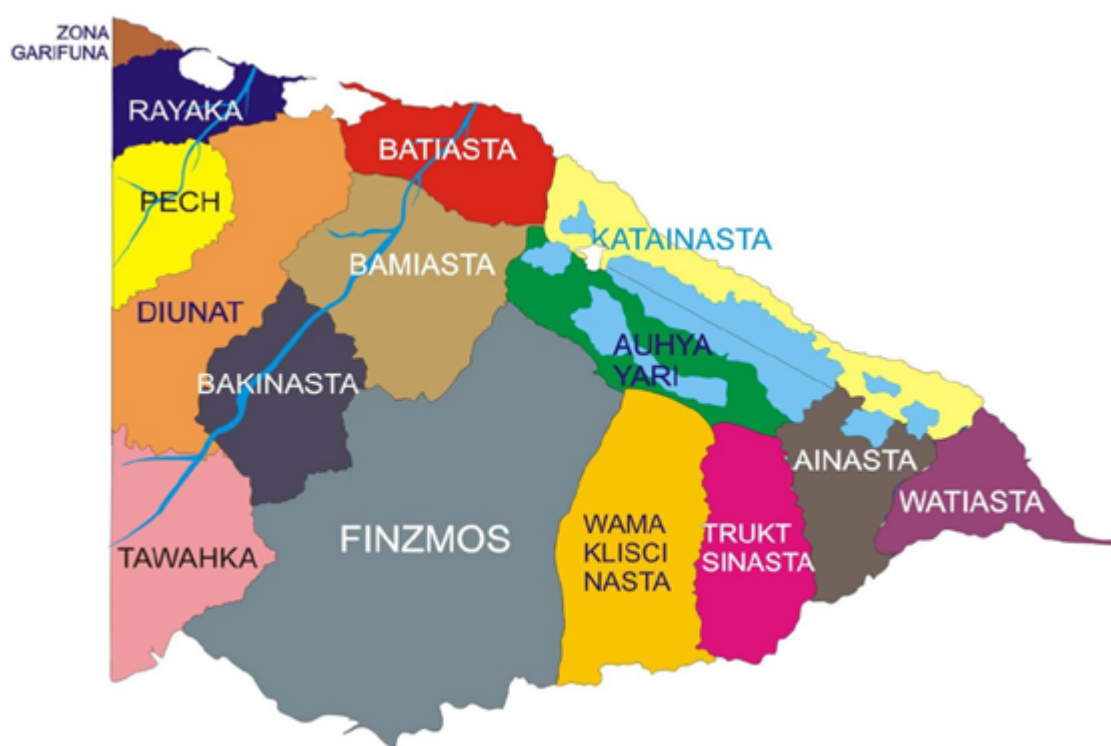 ZONA
GARIFUNA
RAYAKA
BATIASTA
PECH
KATAINASTA
BAMIASTA
DIUNAT
AUHYA
YARI
BAKINASTA
AINASTA
WATIASTA
FINZMOS
WAMA
KLISCI
NASTA
TRUKT
SINASTA
TAWAHKA